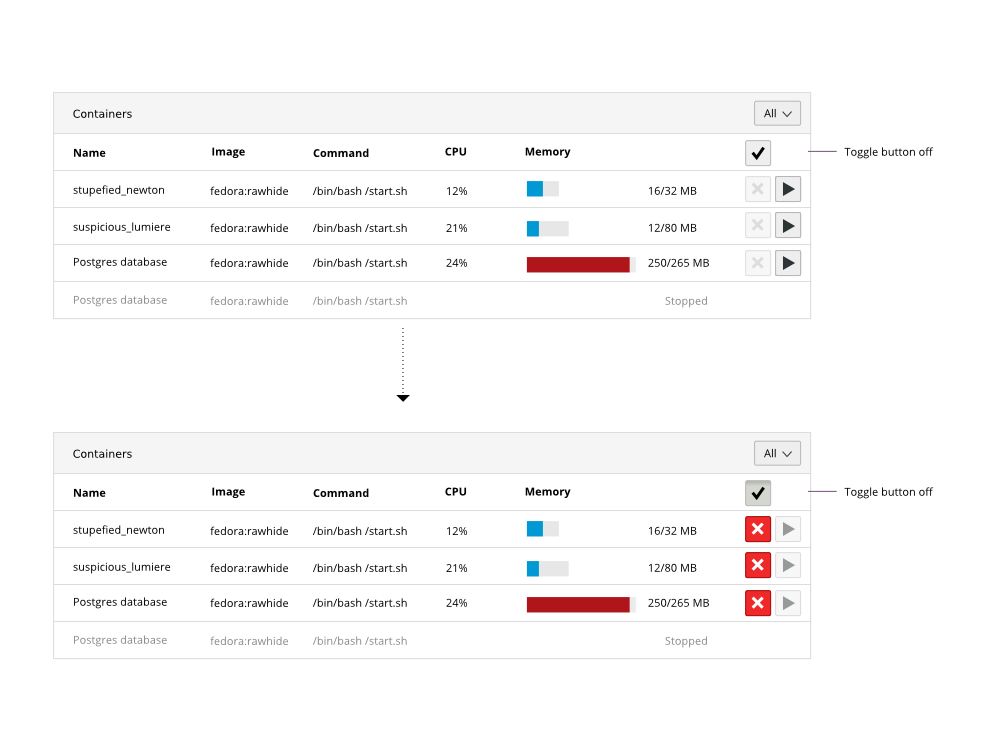 Containers All
Name Image Command CPU Memory Toggle button off
stupefied_newton fedora:rawhide /bin/bash /start.sh 12% 16/32 MB
suspicious_lumiere fedora:rawhide /bin/bash /start.sh 21% 12/80 MB
Postgres database fedora:rawhide /bin/bash /start.sh 24% 250/265 MB
Postgres database fedora:rawhide /bin/bash /start.sh Stopped
Containers All
Name Image Command CPU Memory Toggle button off
stupefied_newton fedora:rawhide /bin/bash /start.sh 12% 16/32 MB
suspicious_lumiere fedora:rawhide /bin/bash /start.sh 21% 12/80 MB
Postgres database fedora:rawhide /bin/bash /start.sh 24% 250/265 MB
Postgres database fedora:rawhide /bin/bash /start.sh Stopped